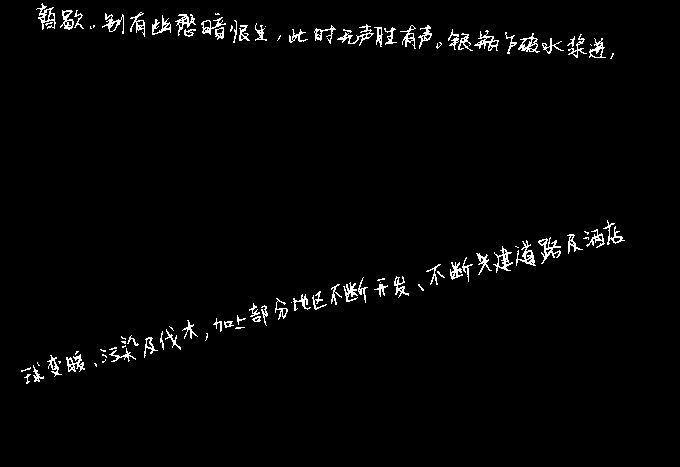 暂歇。别有幽愁暗恨生，此时无声胜有声。银瓶乍破水浆迸，
球变暖、污染及伐木，加上部分地区不断开发、不断兴建道路及酒店